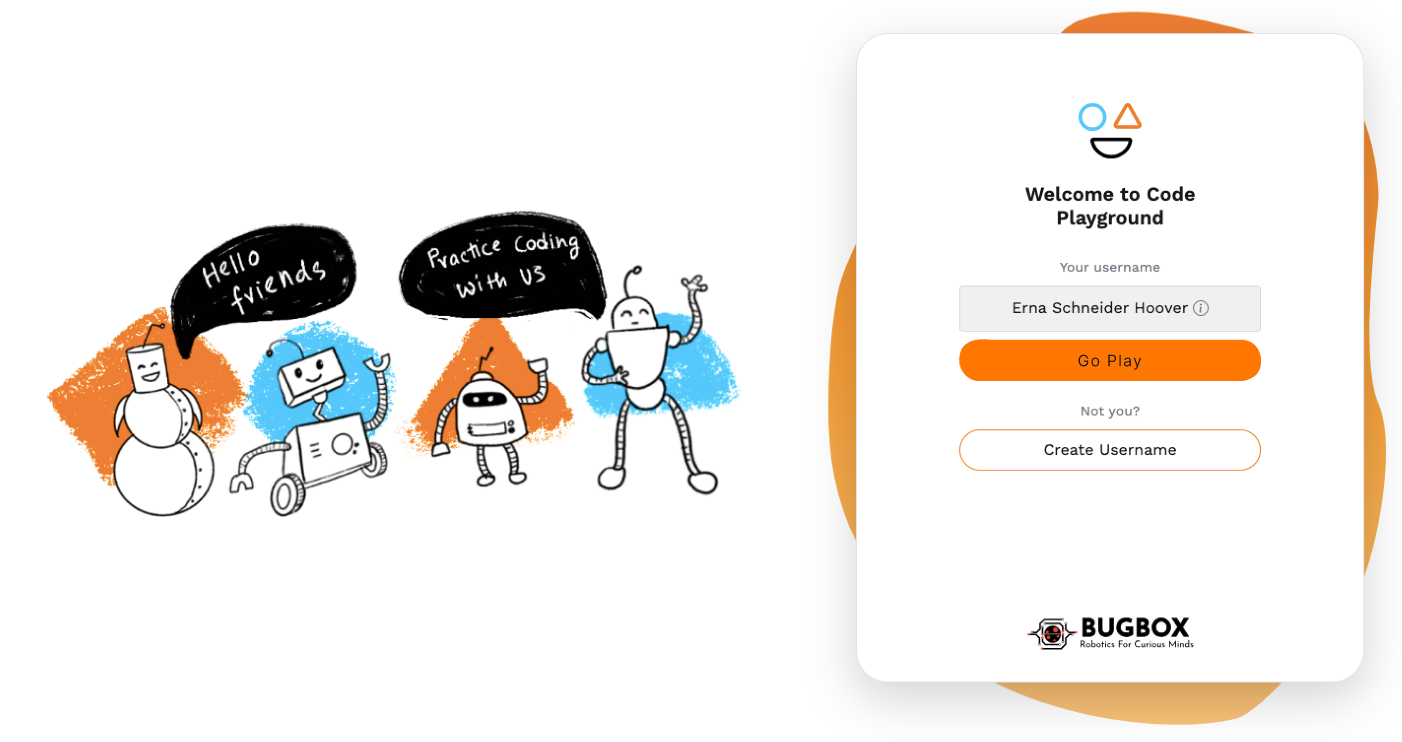 Hello
friends
Practice Coding
With US
Welcome to Code
Playground
Your username
Erna Schneider Hoover
Go Play
Not you?
Create Username
BUGBOX
Robotics For Curious Minds